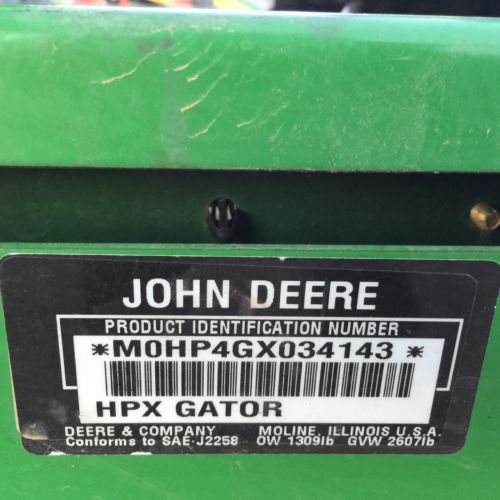 JOHN DEERE
PRODUCT IDENTIFICATION NUMBER
*M0HP4GX034143*
HPX GATOR
DEERE & COMPANY MOLINE, ILLINOIS U.S.A.
Conforms to SAE-J2258 OW 1309lb GVW 2607lb